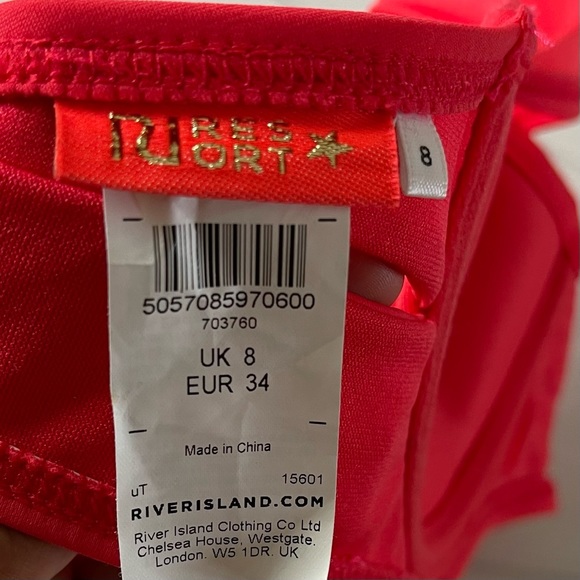 RI RES
ORT
8
5057085970600
703760
UK 8
EUR 34
Made in China
uT 15601
RIVERISLAND.COM
River Island Clothing Co Ltd
Chelsea House, Westgate,
London. W5 1DR. UK